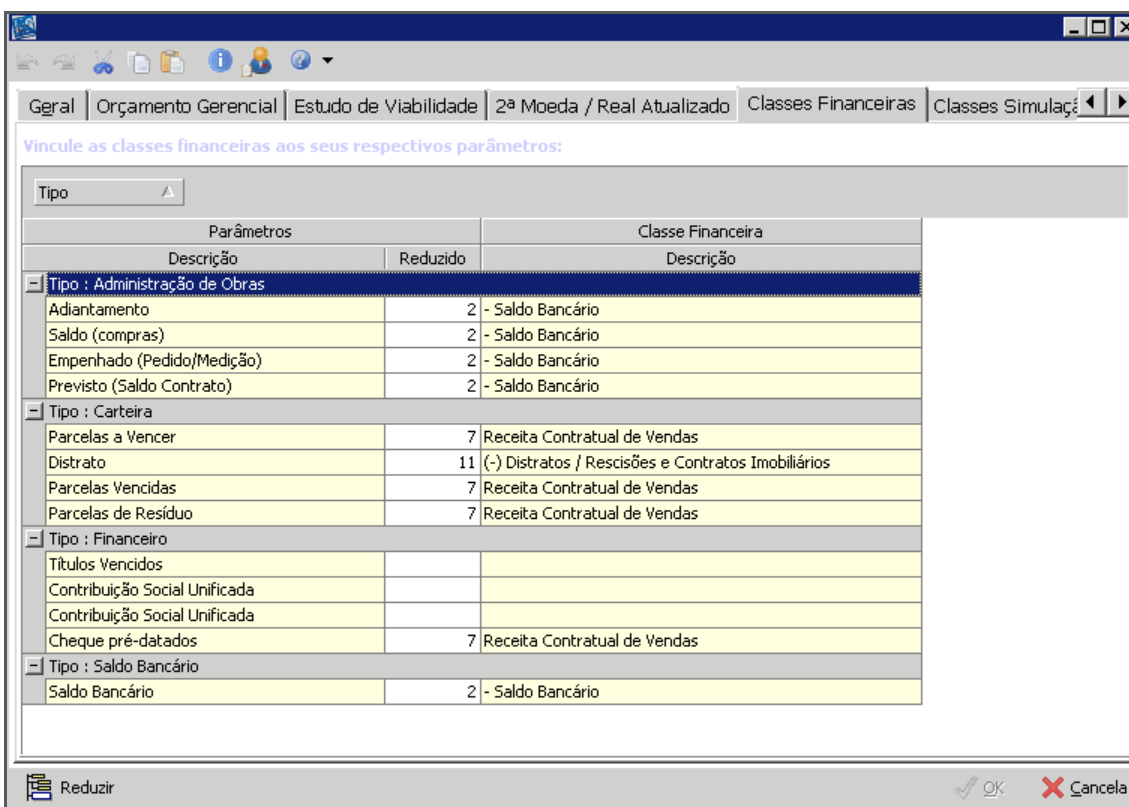 Geral Orçamento Gerencial Estudo de Viabilidade 2ª Moeda / Real Atualizado Classes Financeiras Classes Simulaçã
Vincule as classes financeiras aos seus respectivos parâmetros:
Tipo
Parâmetros Classe Financeira
Descrição Reduzido Descrição
Tipo : Administração de Obras
Adiantamento 2 - Saldo Bancário
Saldo (compras) 2 - Saldo Bancário
Empenhado (Pedido/Medição) 2 - Saldo Bancário
Previsto (Saldo Contrato) 2 - Saldo Bancário
Tipo : Carteira
Parcelas a Vencer 7 Receita Contratual de Vendas
Distrato 11 (-) Distratos / Rescisões e Contratos Imobiliários
Parcelas Vencidas 7 Receita Contratual de Vendas
Parcelas de Resíduo 7 Receita Contratual de Vendas
Tipo : Financeiro
Títulos Vencidos
Contribuição Social Unificada
Contribuição Social Unificada
Cheque pré-datados 7 Receita Contratual de Vendas
Tipo : Saldo Bancário
Saldo Bancário 2 - Saldo Bancário
Reduzir OK Cancela